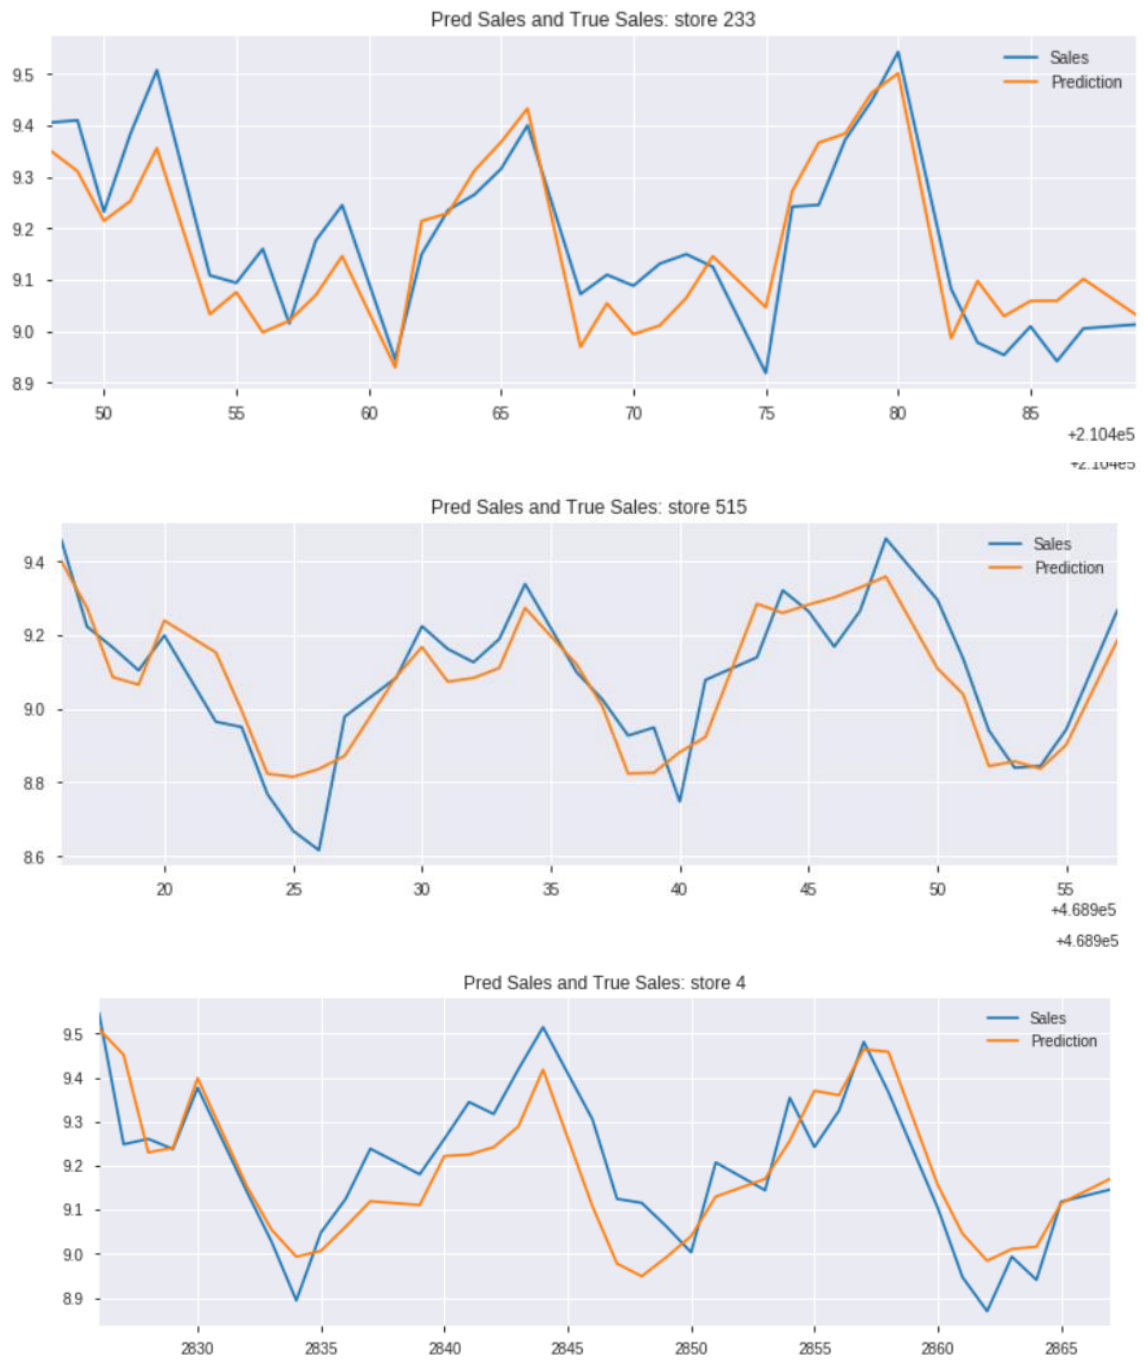 Pred Sales and True Sales: store 233
Sales
Prediction
9.5
9.4
9.3
9.2
9.1
9.0
8.9
50 55 60 65 70 75 80 85
+2.104e5
+2.104e5
Pred Sales and True Sales: store 515
Sales
Prediction
9.4
9.2
9.0
8.8
8.6
20 25 30 35 40 45 50 55
+4.689e5
+4.689e5
Pred Sales and True Sales: store 4
Sales
Prediction
9.5
9.4
9.3
9.2
9.1
9.0
8.9
2830 2835 2840 2845 2850 2855 2860 2865